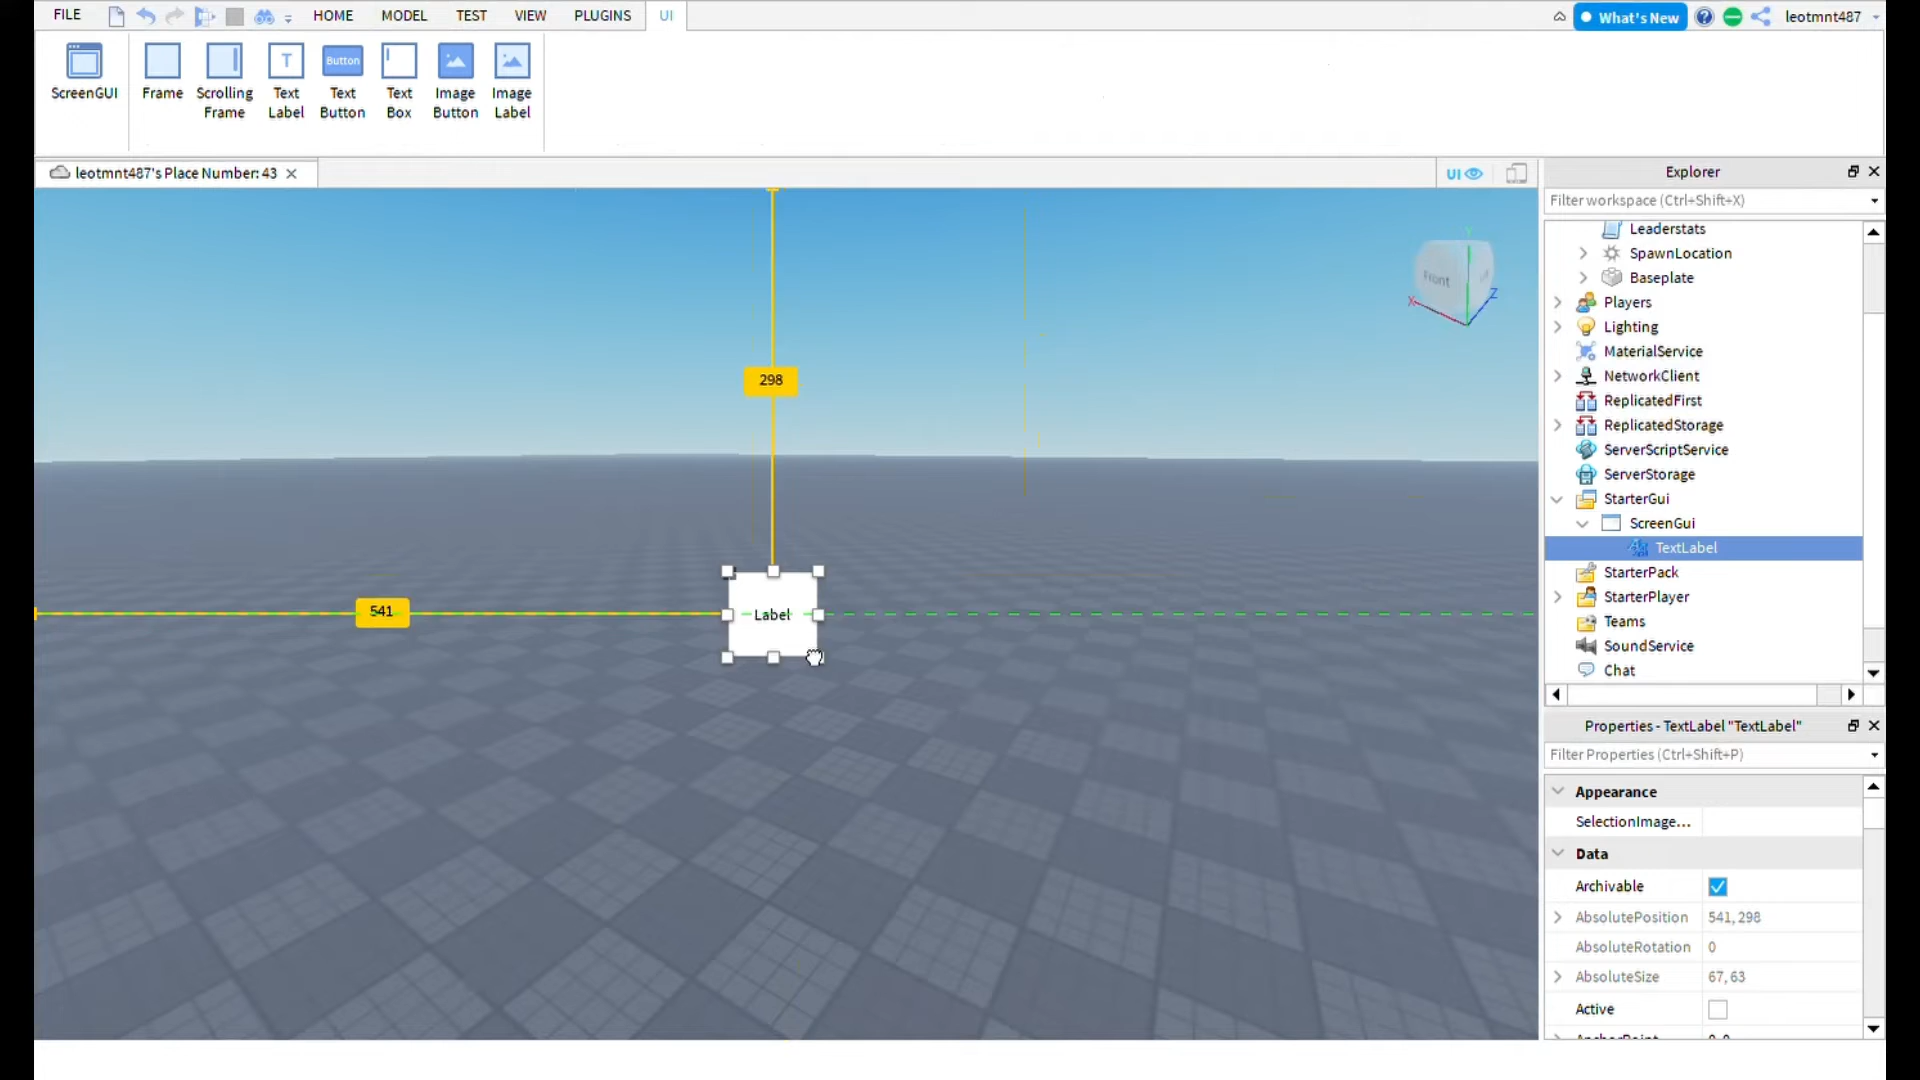 FILE
HOME
MODEL
TEST
VIEW
PLUGINS
UI
What's New
leotmnt487
ScreenGUI
Frame
Scrolling
Frame
T
Text
Label
Button
Text
Button
Text
Box
Image
Button
Image
Label
leotmnt487's Place Number: 43
UI
298
541
Label
Front
X
Y
Z
Explorer
Filter workspace (Ctrl+Shift+X)
Leaderstats
SpawnLocation
Baseplate
Players
Lighting
MaterialService
NetworkClient
ReplicatedFirst
ReplicatedStorage
ServerScriptService
ServerStorage
StarterGui
ScreenGui
TextLabel
StarterPack
StarterPlayer
Teams
SoundService
Chat
Properties - TextLabel "TextLabel"
Filter Properties (Ctrl+Shift+P)
Appearance
SelectionImage...
Data
Archivable
AbsolutePosition 541, 298
AbsoluteRotation 0
AbsoluteSize 67, 63
Active